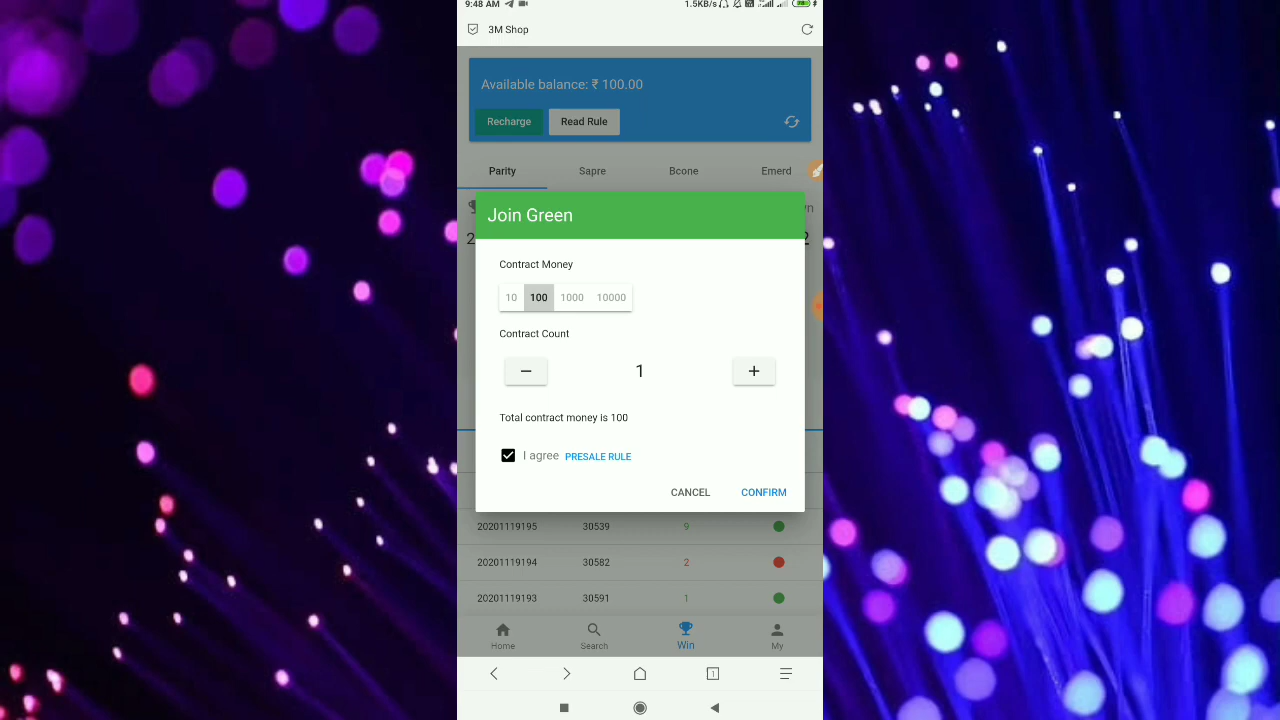 9:48 AM 1.5KB/s
3M Shop
Available balance: ₹ 100.00
Recharge Read Rule
Parity Sapre Bcone Emerd
Join Green
Contract Money
10 100 1000 10000
Contract Count
− 1 +
Total contract money is 100
I agree PRESALE RULE
CANCEL CONFIRM
20201119195 30539 9
20201119194 30582 2
20201119193 30591 1
Home Search Win My
1